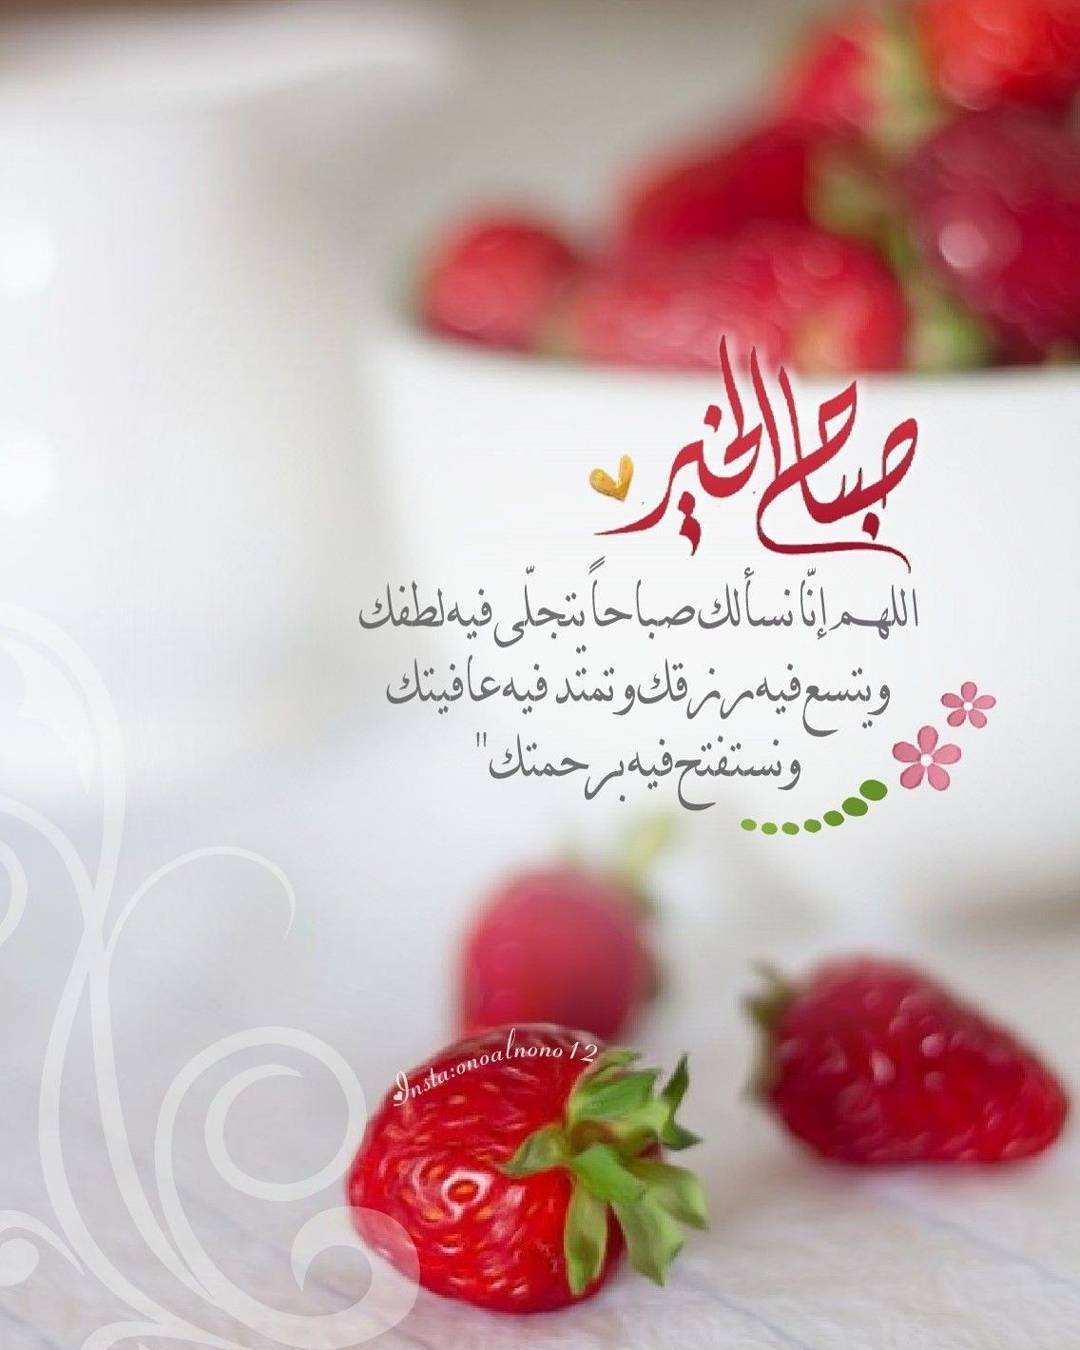 صباح الخير
اللهم إنّا نسألك صباحاً يتجلّى فيه لطفك
ويتسع فيه رزقك وتمتد فيه عافيتك
ونستفتح فيه برحمتك"
Insta:onoalnono12